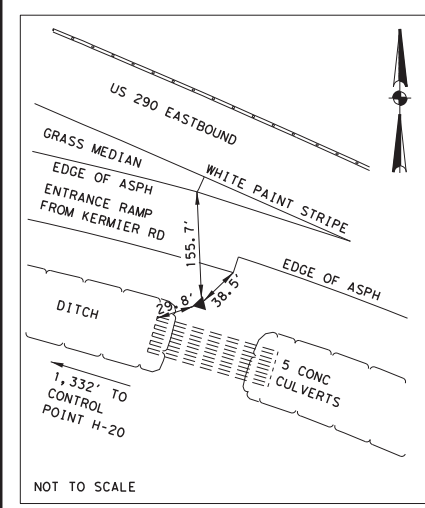 US 290 EASTBOUND
GRASS MEDIAN
WHITE PAINT STRIPE
EDGE OF ASPH
ENTRANCE RAMP
FROM KERMIER RD
155.7'
EDGE OF ASPH
29.8'
38.5'
DITCH
5 CONC
CULVERTS
1,332' TO
CONTROL
POINT H-20
NOT TO SCALE